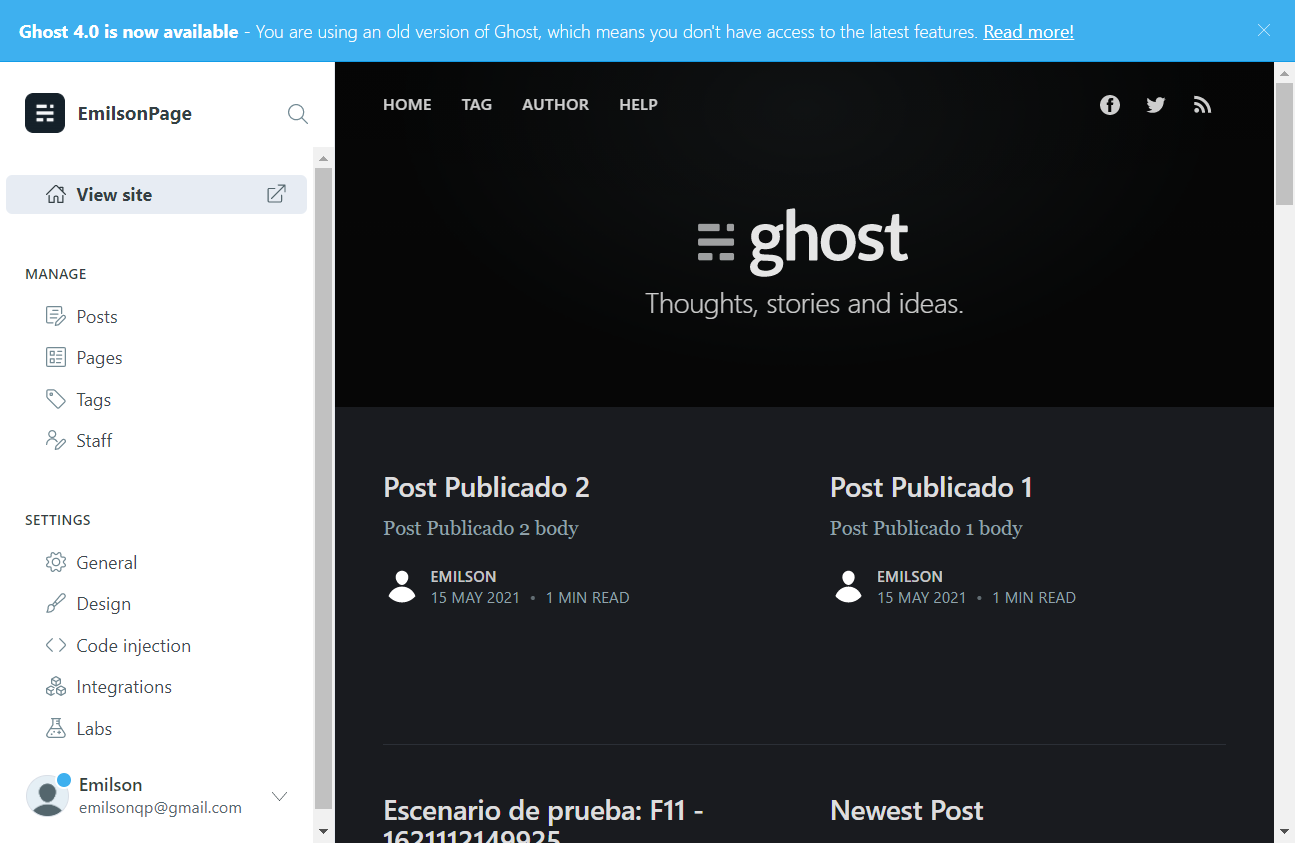 Ghost 4.0 is now available - You are using an old version of Ghost, which means you don't have access to the latest features. Read more!
EmilsonPage
View site
MANAGE
Posts
Pages
Tags
Staff
SETTINGS
General
Design
Code injection
Integrations
Labs
Emilson
emilsonqp@gmail.com
HOME TAG AUTHOR HELP
ghost
Thoughts, stories and ideas.
Post Publicado 2
Post Publicado 2 body
EMILSON
15 MAY 2021 • 1 MIN READ
Post Publicado 1
Post Publicado 1 body
EMILSON
15 MAY 2021 • 1 MIN READ
Escenario de prueba: F11 -
1621112149925
Newest Post